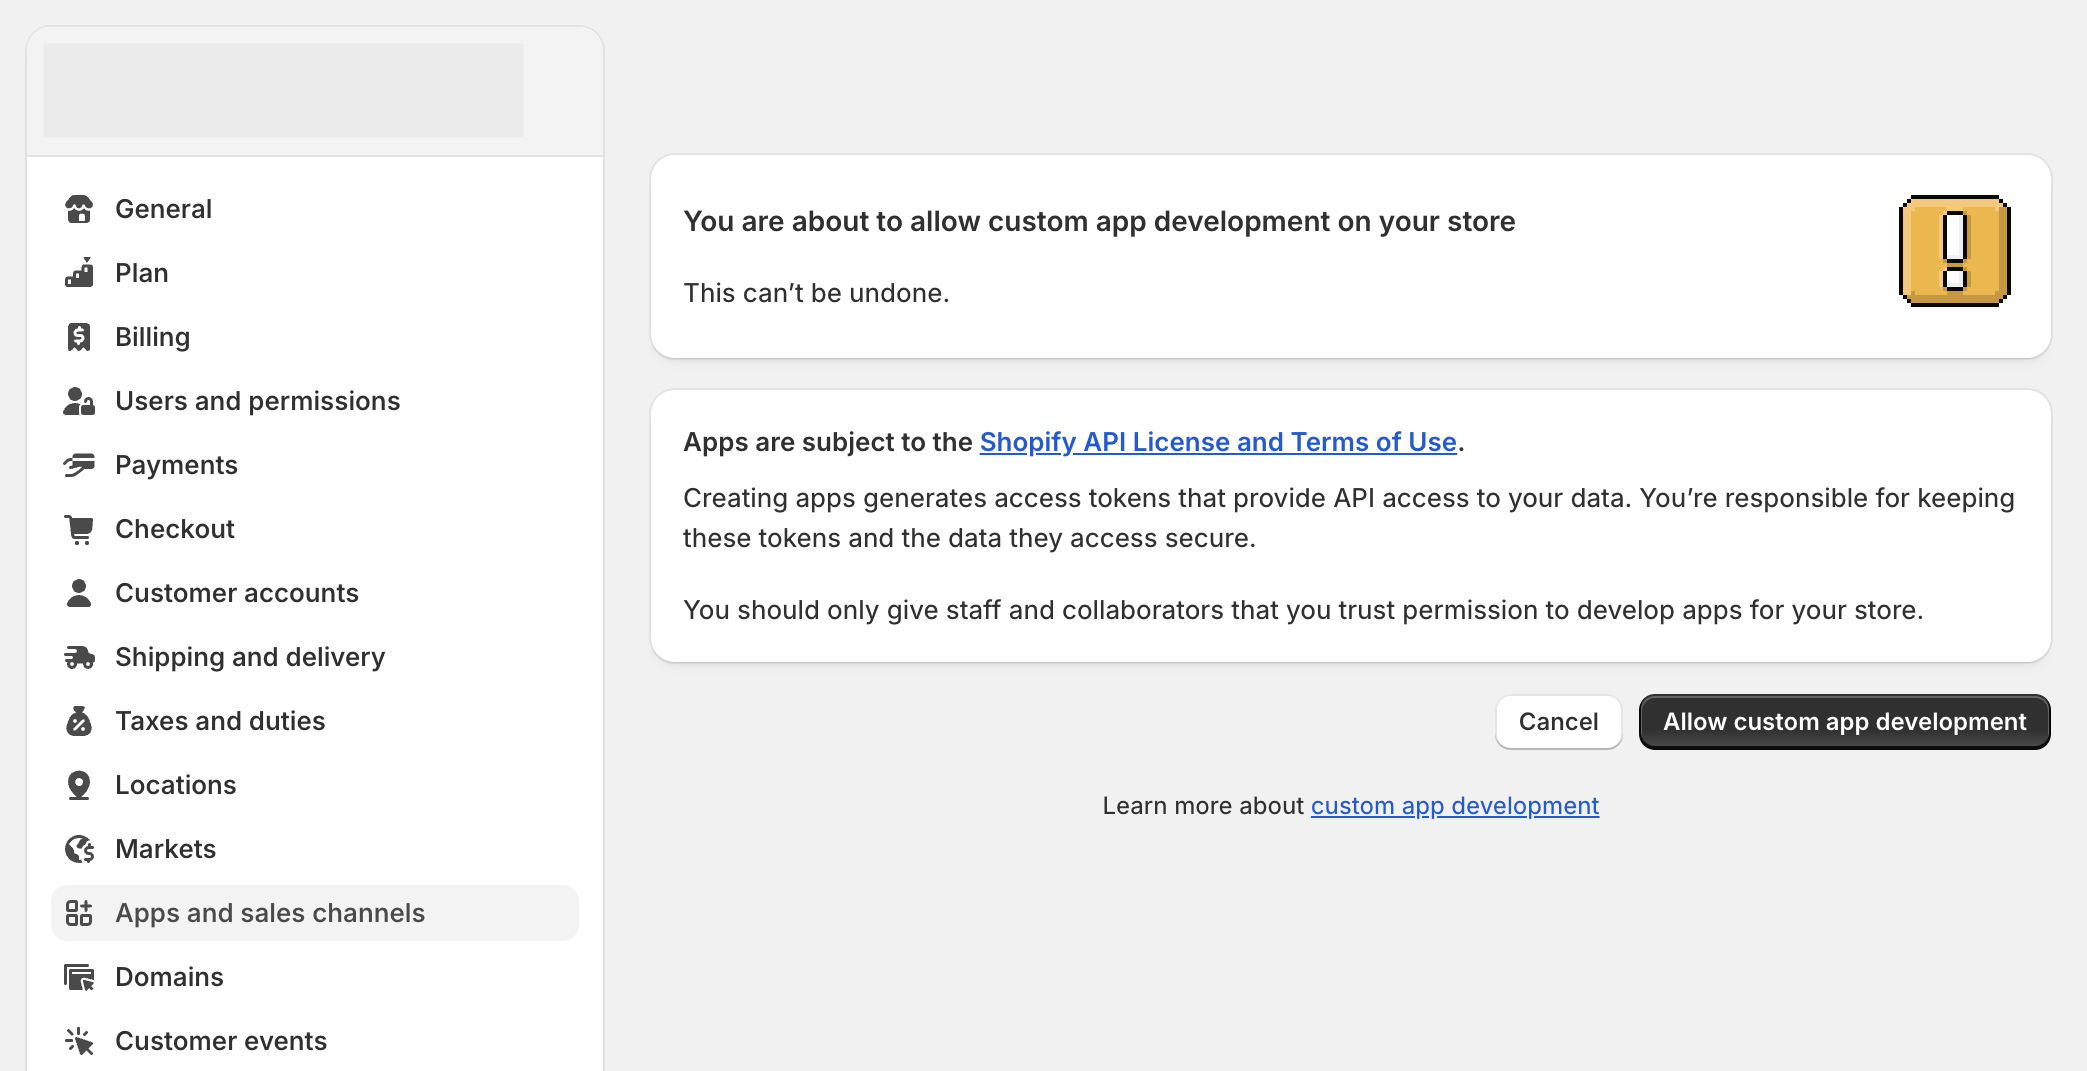 General
Plan
Billing
Users and permissions
Payments
Checkout
Customer accounts
Shipping and delivery
Taxes and duties
Locations
Markets
Apps and sales channels
Domains
Customer events
You are about to allow custom app development on your store
This can’t be undone.
Apps are subject to the Shopify API License and Terms of Use.
Creating apps generates access tokens that provide API access to your data. You’re responsible for keeping
these tokens and the data they access secure.
You should only give staff and collaborators that you trust permission to develop apps for your store.
Cancel
Allow custom app development
Learn more about custom app development